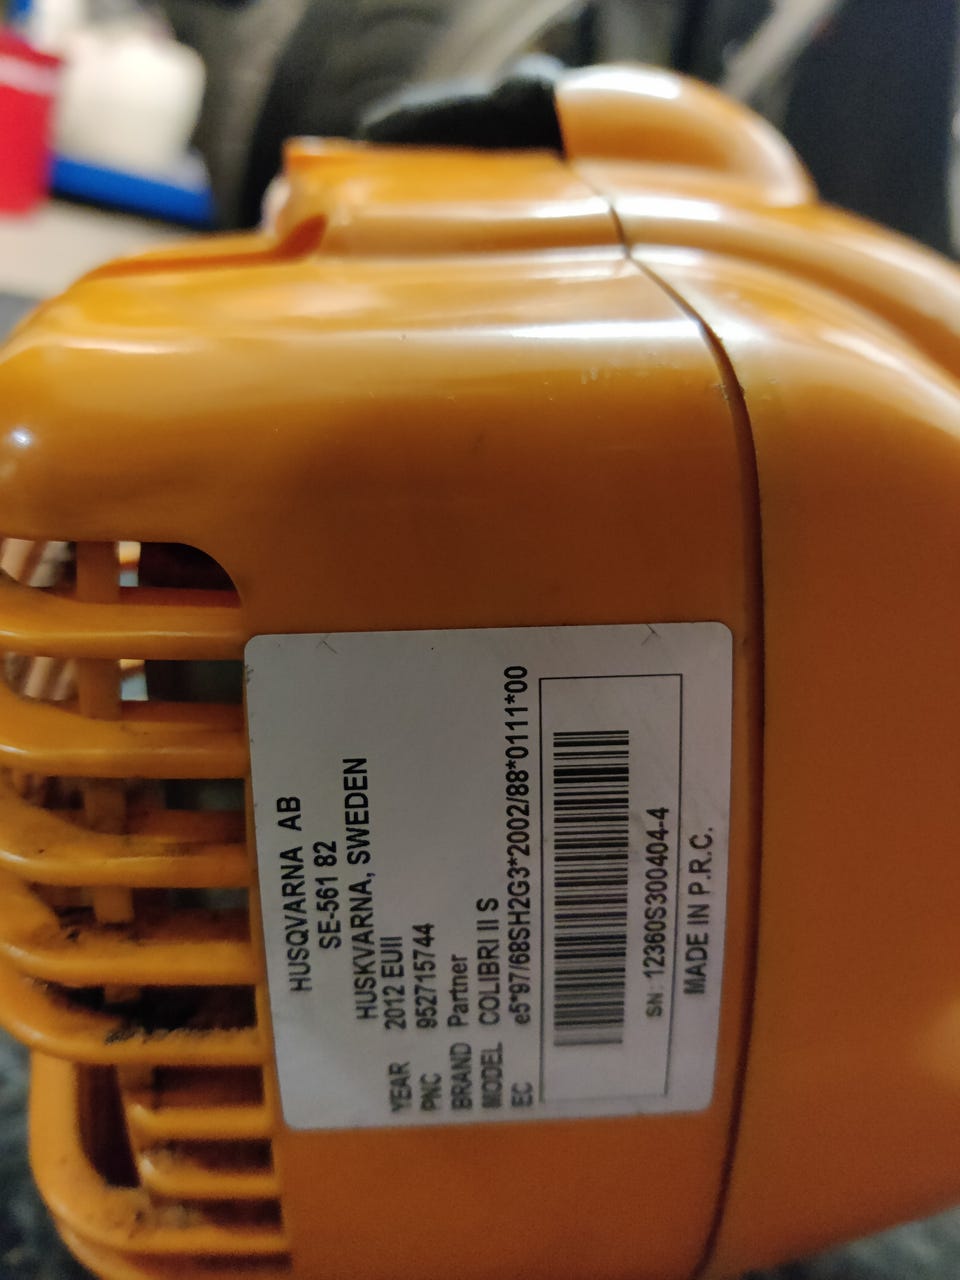 HUSQVARNA AB
SE-561 82
HUSKVARNA, SWEDEN
YEAR 2012 EUII
PNC 952715744
BRAND Partner
MODEL COLIBRI II S
EC e5*97/68SH2G3*2002/88*0111*00
SN: 12360S300404-4
MADE IN P.R.C.